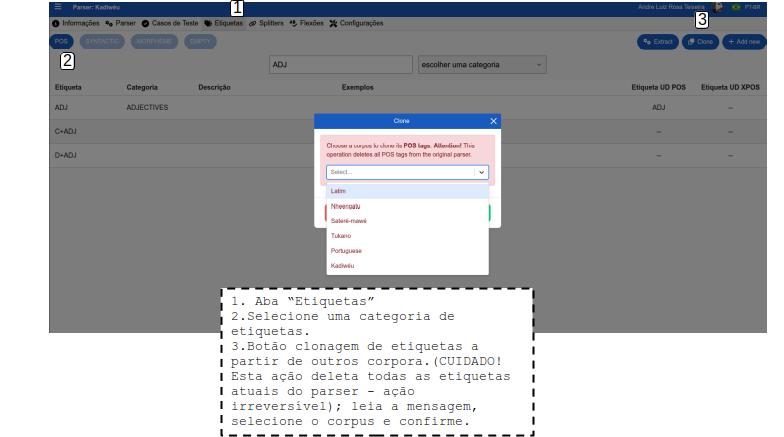 1
Parser: Kadiwéu
André Luiz Rosa Teixeira
PT-BR
3
Informações Parser Casos de Teste Etiquetas Splitters Flexões Configurações
POS SYNTACTIC MORPHEME EMPTY
Extract Clone + Add new
2
ADJ escolher uma categoria
Etiqueta Categoria Descrição Exemplos Etiqueta UD POS Etiqueta UD XPOS
ADJ ADJECTIVES ADJ –
C+ADJ – –
D+ADJ – –
Clone
Choose a corpus to clone its POS tags. Attention! This
operation deletes all POS tags from the original parser.
Select...
Latim
Nheengatu
Sateré-mawé
Tukano
Portuguese
Kadiwéu
1. Aba “Etiquetas”
2.Selecione uma categoria de
etiquetas.
3.Botão clonagem de etiquetas a
partir de outros corpora.(CUIDADO!
Esta ação deleta todas as etiquetas
atuais do parser - ação
irreversível); leia a mensagem,
selecione o corpus e confirme.